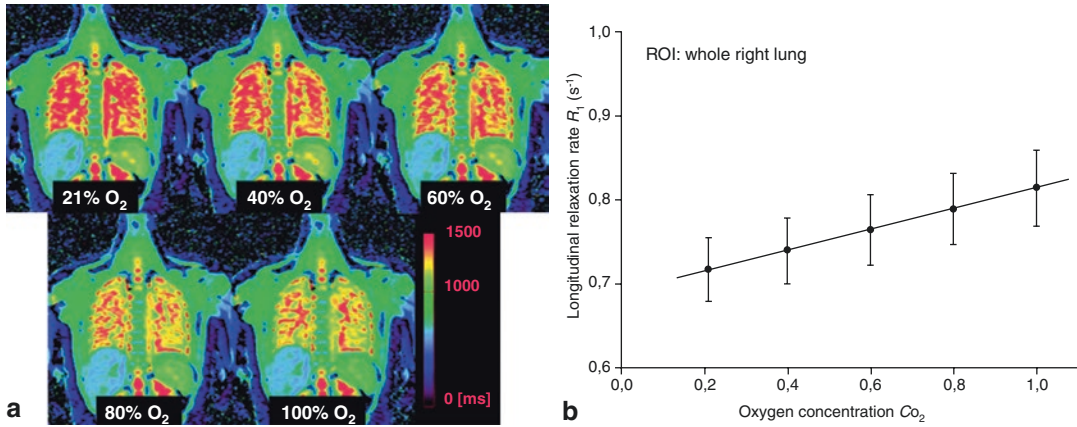 21% O₂
40% O₂
60% O₂
80% O₂
100% O₂
1500
1000
0 [ms]
a
ROI: whole right lung
Longitudinal relaxation rate R₁ (s⁻¹)
1,0
0,9
0,8
0,7
0,6
0,0
0,2
0,4
0,6
0,8
1,0
Oxygen concentration Co₂
b